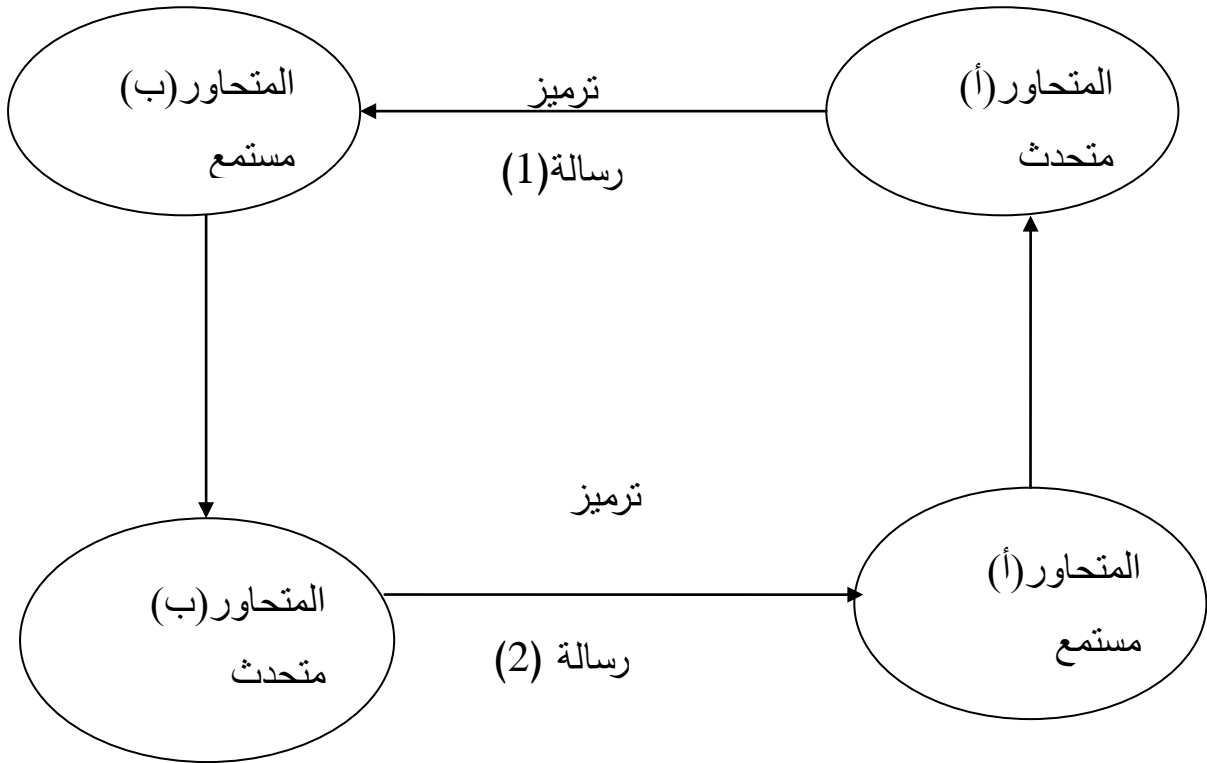 المتحاور(أ)
متحدث
ترميز
رسالة(1)
المتحاور(ب)
مستمع
المتحاور(ب)
متحدث
ترميز
رسالة (2)
المتحاور(أ)
مستمع